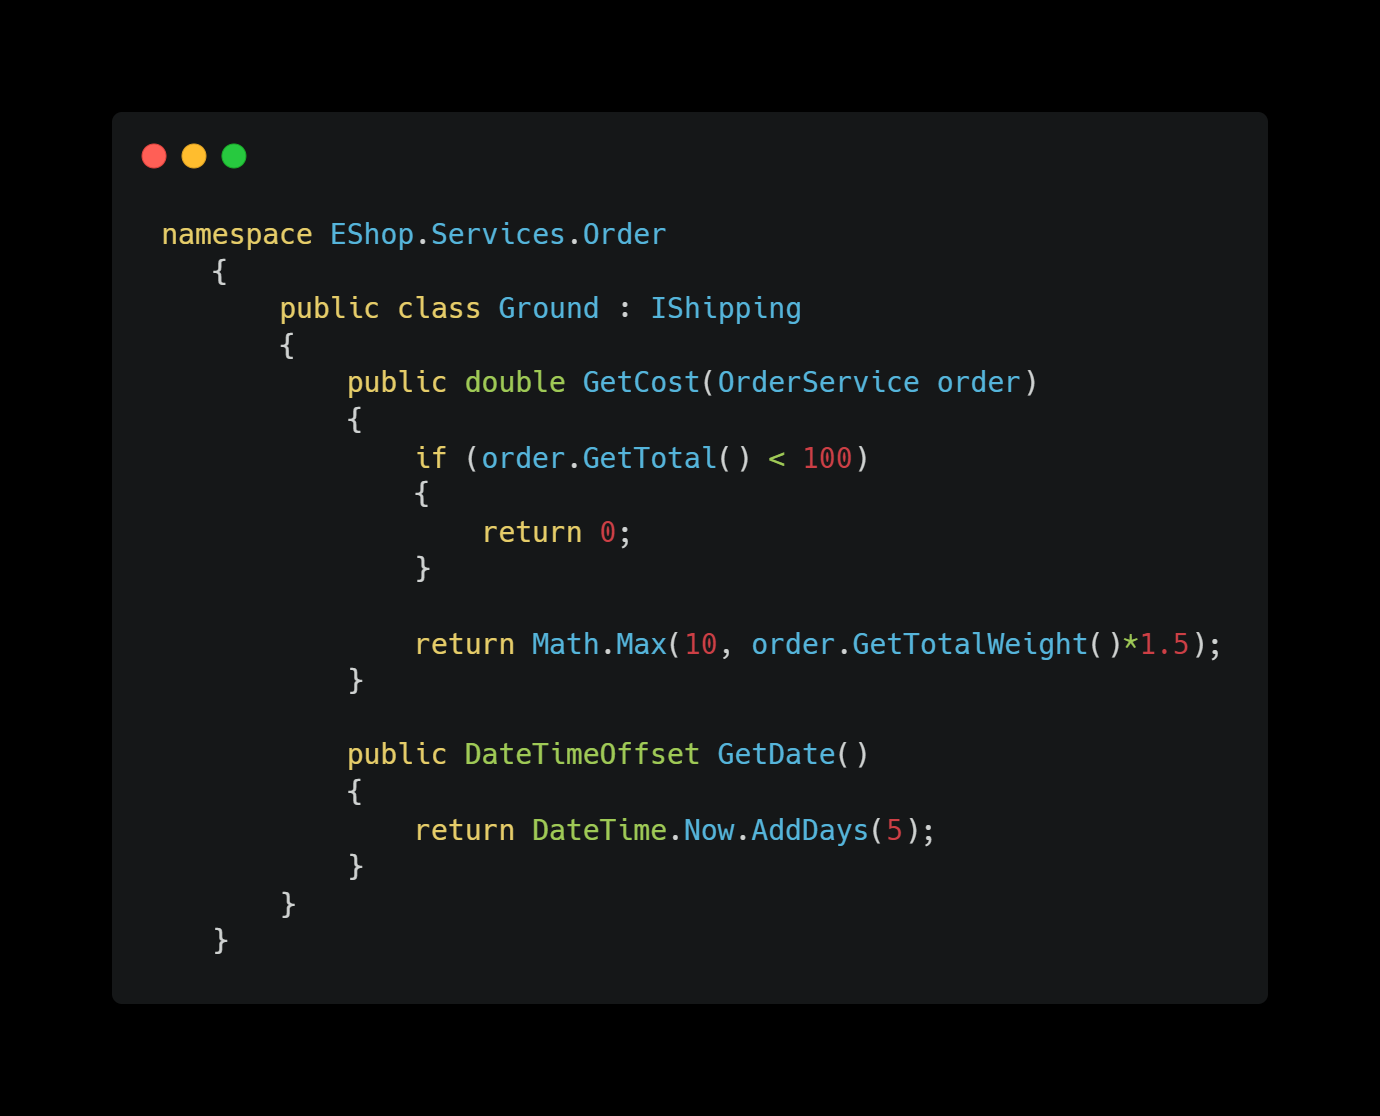 namespace EShop.Services.Order
{
public class Ground : IShipping
{
public double GetCost(OrderService order)
{
if (order.GetTotal() < 100)
{
return 0;
}
return Math.Max(10, order.GetTotalWeight()*1.5);
}
public DateTimeOffset GetDate()
{
return DateTime.Now.AddDays(5);
}
}
}